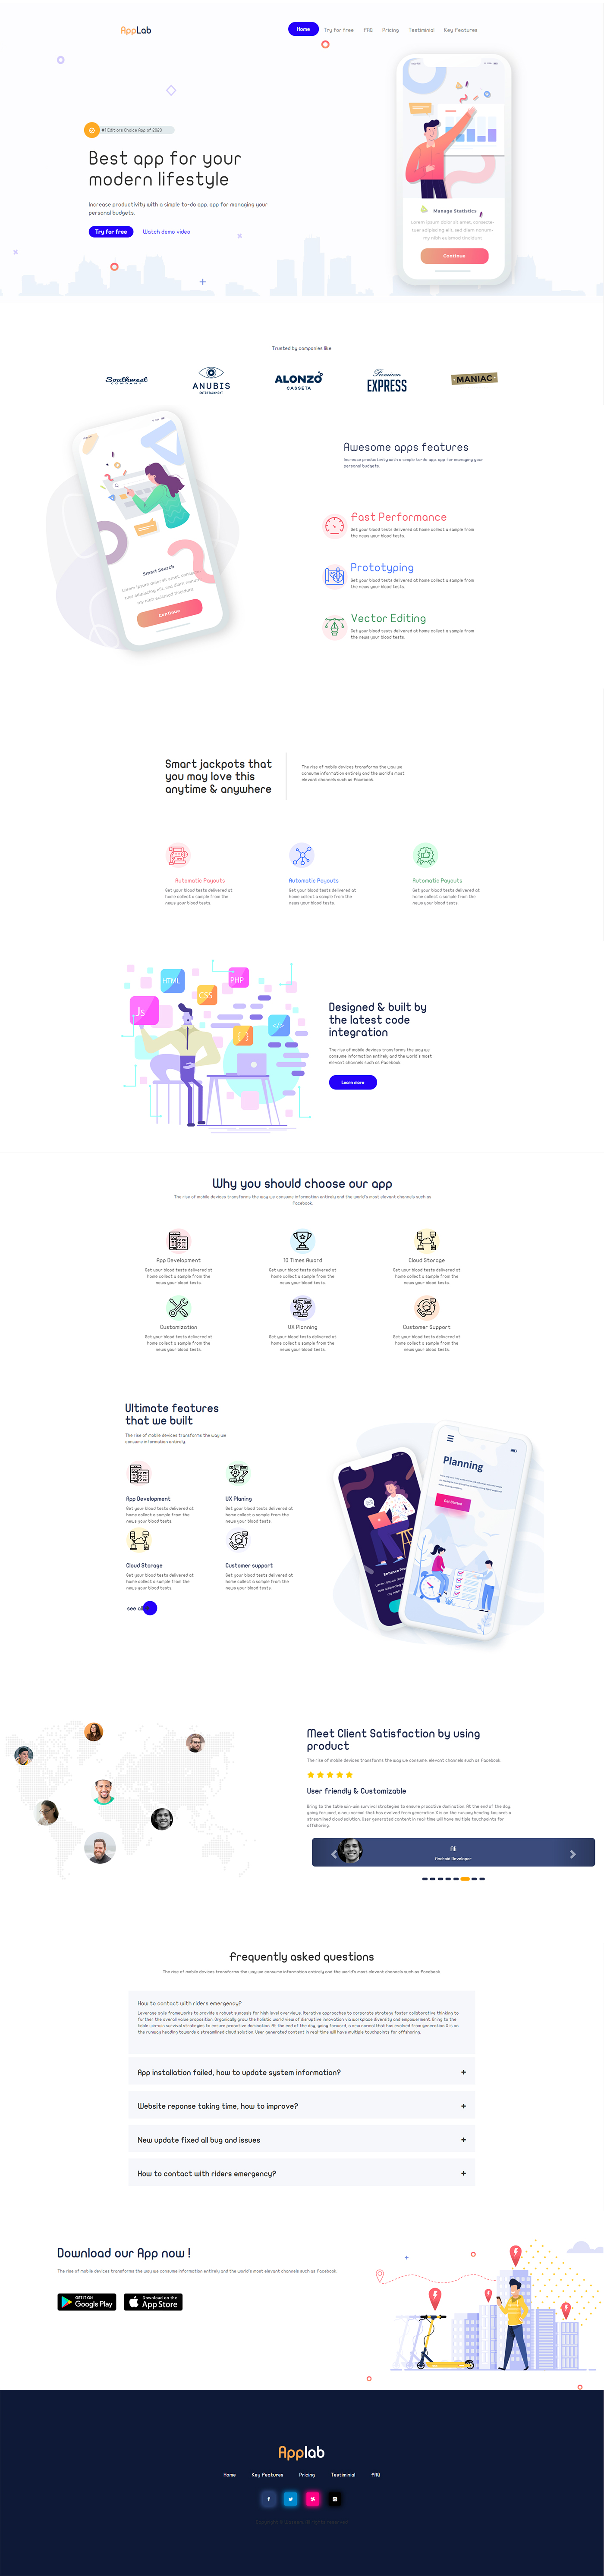 AppLab
Home
Try for free
FAQ
Pricing
Testiminial
Key Features
#1 Editiors Choice App of 2020
Best app for your
modern lifestyle
Increase productivity with a simple to-do app. app for managing your
personal budgets.
Try for free
Watch demo video
Manage Statistics
Lorem ipsum dolor sit amet, consecte-
tuer adipiscing elit, sed diam nonum-
my nibh euismod tincidunt
Continue
Trusted by companies like
Southwest
COMPANY
ANUBIS
ENTERTAINMENT
ALONZO
CASSETA
Premium
EXPRESS
MANIAC
Smart Search
Lorem ipsum dolor sit amet, consecte-
tuer adipiscing elit, sed diam nonum-
my nibh euismod tincidunt
Continue
Awesome apps features
Increase productivity with a simple to-do app. app for managing your
personal budgets.
Fast Performance
Get your blood tests delivered at home collect a sample from
the news your blood tests.
Prototyping
Get your blood tests delivered at home collect a sample from
the news your blood tests.
Vector Editing
Get your blood tests delivered at home collect a sample from
the news your blood tests.
Smart jackpots that
you may love this
anytime & anywhere
The rise of mobile devices transforms the way we
consume information entirely and the world's most
elevant channels such as Facebook.
Automatic Payouts
Get your blood tests delivered at
home collect a sample from the
news your blood tests.
Automatic Payouts
Get your blood tests delivered at
home collect a sample from the
news your blood tests.
Automatic Payouts
Get your blood tests delivered at
home collect a sample from the
news your blood tests.
HTML
PHP
CSS
Js
</>
Designed & built by
the latest code
integration
The rise of mobile devices transforms the way we
consume information entirely and the world's most
elevant channels such as Facebook.
Learn more
Why you should choose our app
The rise of mobile devices transforms the way we consume information entirely and the world's most elevant channels such as
Facebook.
App Development
Get your blood tests delivered at
home collect a sample from the
news your blood tests.
10 Times Award
Get your blood tests delivered at
home collect a sample from the
news your blood tests.
Cloud Storage
Get your blood tests delivered at
home collect a sample from the
news your blood tests.
Customization
Get your blood tests delivered at
home collect a sample from the
news your blood tests.
UX Planning
Get your blood tests delivered at
home collect a sample from the
news your blood tests.
Customer Support
Get your blood tests delivered at
home collect a sample from the
news your blood tests.
Ultimate features
that we built
The rise of mobile devices transforms the way we
consume information entirely.
App Development
Get your blood tests delivered at
home collect a sample from the
news your blood tests.
UX Planing
Get your blood tests delivered at
home collect a sample from the
news your blood tests.
Cloud Storage
Get your blood tests delivered at
home collect a sample from the
news your blood tests.
Customer support
Get your blood tests delivered at
home collect a sample from the
news your blood tests.
see all
Planning
Get Started
Meet Client Satisfaction by using
product
The rise of mobile devices transforms the way we consume. elevant channels such as Facebook.
User friendly & Customizable
Bring to the table win-win survival strategies to ensure proactive domination. At the end of the day,
going forward, a new normal that has evolved from generation X is on the runway heading towards a
streamlined cloud solution. User generated content in real-time will have multiple touchpoints for
offshoring.
Ali
Android Developer
Frequently asked questions
The rise of mobile devices transforms the way we consume information entirely and the world's most elevant channels such as Facebook.
How to contact with riders emergency?
Leverage agile frameworks to provide a robust synopsis for high level overviews. Iterative approaches to corporate strategy foster collaborative thinking to
further the overall value proposition. Organically grow the holistic world view of disruptive innovation via workplace diversity and empowerment. Bring to the
table win-win survival strategies to ensure proactive domination. At the end of the day, going forward, a new normal that has evolved from generation X is on
the runway heading towards a streamlined cloud solution. User generated content in real-time will have multiple touchpoints for offshoring.
App installation failed, how to update system information? +
Website reponse taking time, how to improve? +
New update fixed all bug and issues +
How to contact with riders emergency? +
Download our App now !
The rise of mobile devices transforms the way we consume information entirely and the world's most elevant channels such as Facebook.
GET IT ON
Google Play
Download on the
App Store
Applab
Home
Key Features
Pricing
Testiminial
FAQ